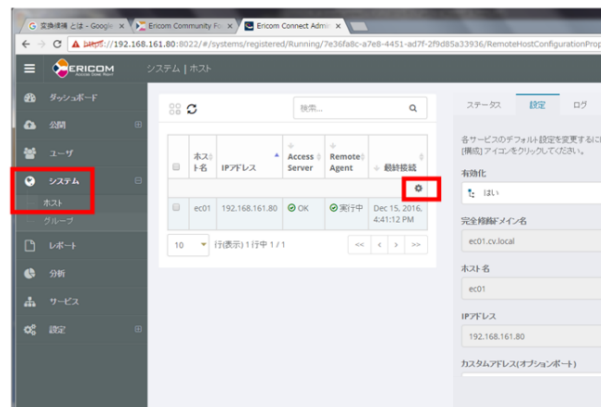 変換候補 とは - Google
Ericom Community F
Ericom Connect Adm
https://192.168.161.80:8022/#/systems/registered/Running/7e36fa8c-a7e8-4451-ad7f-2f9d85a33936/RemoteHostConfigurationProp
ERICOM
システム | ホスト
ダッシュボード
公開
ユーザ
システム
ホスト
グループ
レポート
分析
サービス
設定
検索...
ホスト名 IPアドレス Access Server Remote Agent 最終接続
ec01 192.168.161.80 OK 実行中 Dec 15, 2016, 4:41:12 PM
10 行(表示) 1 行中 1 / 1
<< < > >>
ステータス 設定 ログ
各サービスのデフォルト設定を変更するに
[構成] アイコンをクリックしてください。
有効化
はい
完全修飾ドメイン名
ec01.cv.local
ホスト名
ec01
IPアドレス
192.168.161.80
カスタムアドレス(オプションポート)